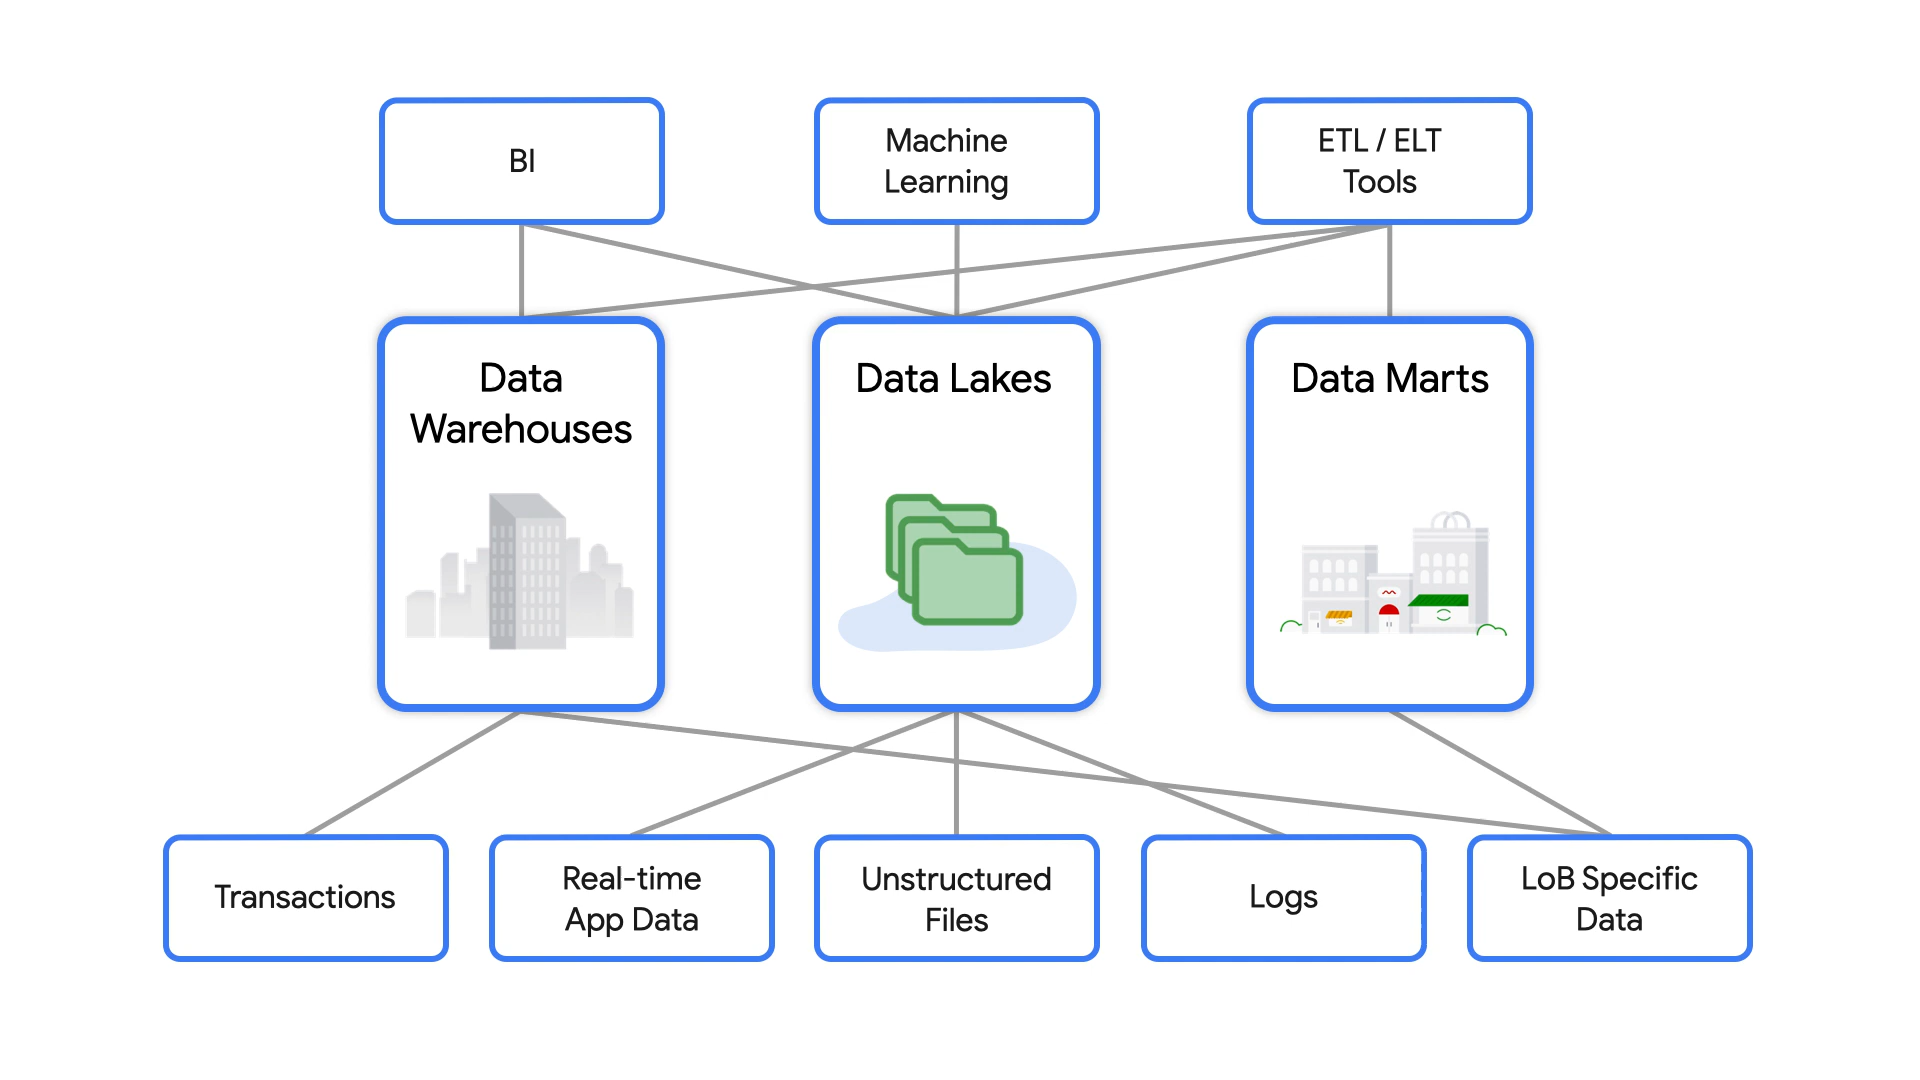 BI
Machine
Learning
ETL / ELT
Tools
Data
Warehouses
Data Lakes
Data Marts
Transactions
Real-time
App Data
Unstructured
Files
Logs
LoB Specific
Data